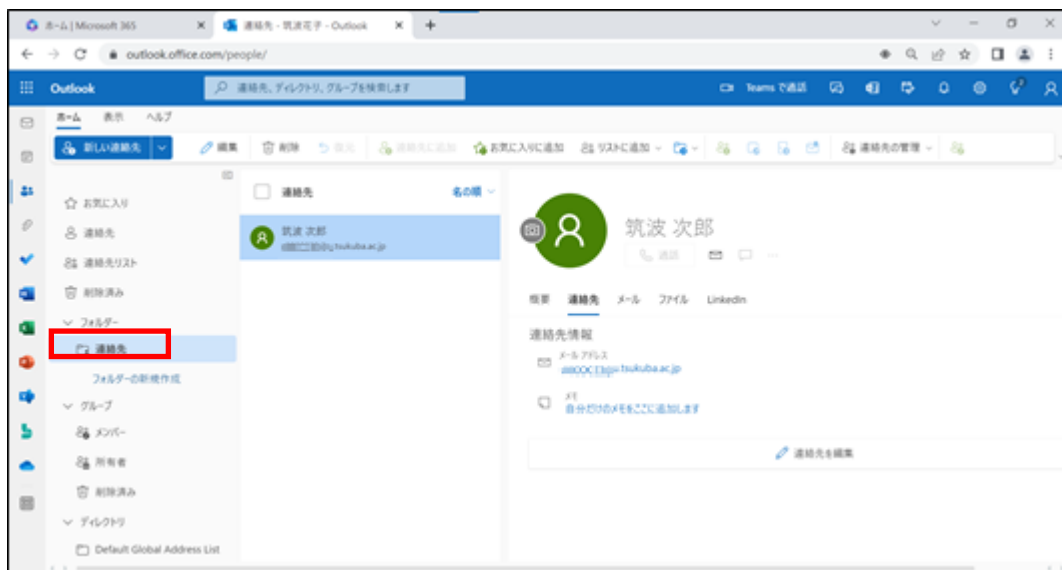 ホーム | Microsoft 365
連絡先 - 筑波花子 - Outlook
outlook.office.com/people/
Outlook
連絡先、ディレクトリ、グループを検索します
Teams で通話
ホーム 表示 ヘルプ
新しい連絡先 編集 削除 復元 連絡先に追加 お気に入りに追加 リストに追加 連絡先の管理
お気に入り
連絡先
連絡先リスト
削除済み
フォルダー
連絡先
フォルダーの新規作成
グループ
メンバー
所有者
削除済み
ディレクトリ
Default Global Address List
連絡先 名の順
筑波 次郎
tsukuba.ac.jp
筑波 次郎
通話
概要 連絡先 メール ファイル LinkedIn
連絡先情報
メール アドレス
tsukuba.ac.jp
メモ
自分だけのメモをここに追加します
連絡先を編集